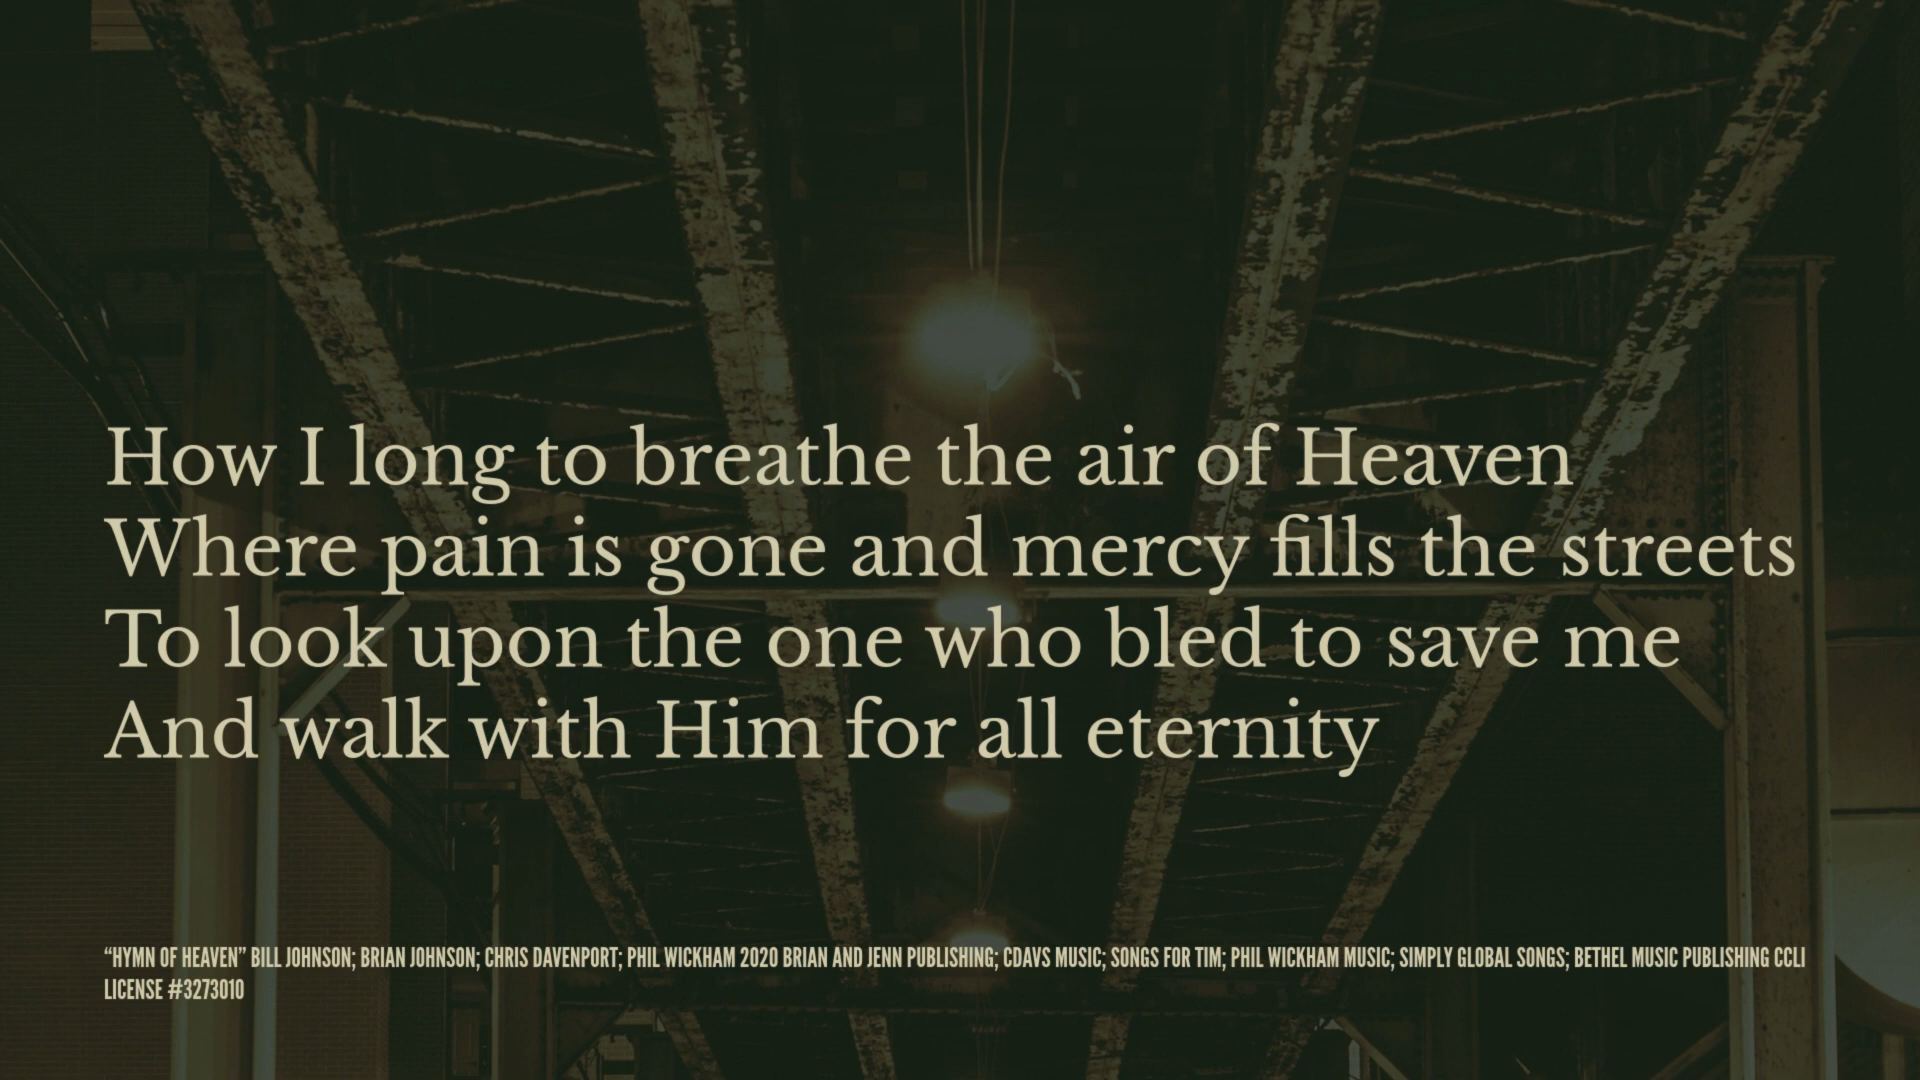 How I long to breathe the air of Heaven
Where pain is gone and mercy fills the streets
To look upon the one who bled to save me
And walk with Him for all eternity
“HYMN OF HEAVEN” BILL JOHNSON; BRIAN JOHNSON; CHRIS DAVENPORT; PHIL WICKHAM 2020 BRIAN AND JENN PUBLISHING; CDAVS MUSIC; SONGS FOR TIM; PHIL WICKHAM MUSIC; SIMPLY GLOBAL SONGS; BETHEL MUSIC PUBLISHING CCLI
LICENSE #3273010